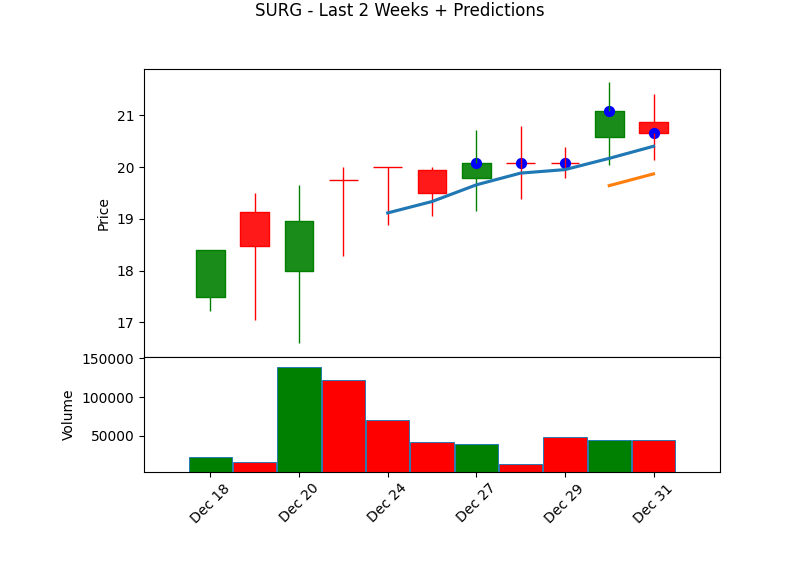 SURG - Last 2 Weeks + Predictions
Price
21
20
19
18
17
Volume
150000
100000
50000
Dec 18
Dec 20
Dec 24
Dec 27
Dec 29
Dec 31